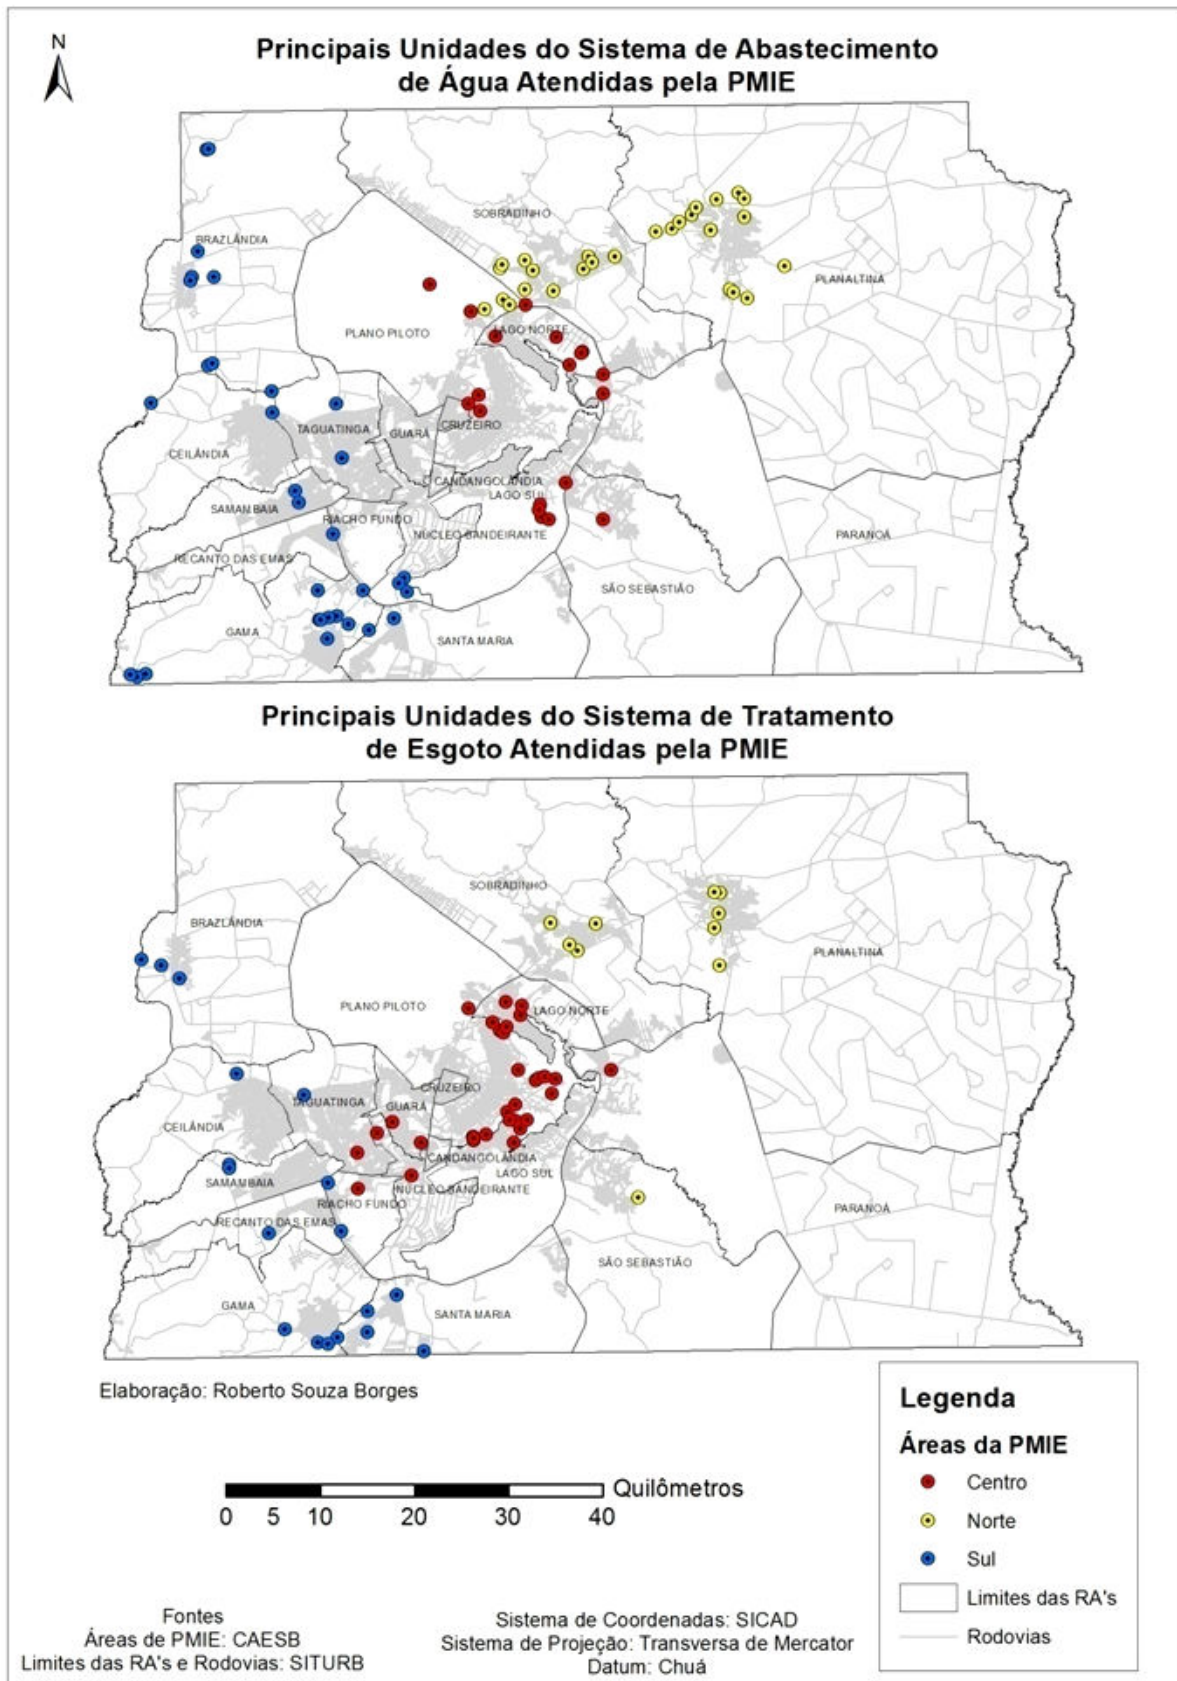 N
Principais Unidades do Sistema de Abastecimento
de Água Atendidas pela PMIE
SOBRADINHO
BRAZLÂNDIA
PLANALTINA
PLANO PILOTO
LAGO NORTE
CRUZEIRO
TAGUATINGA
GUARÁ
CEILÂNDIA
CANDANGOLÂNDIA
LAGO SUL
SAMAMBAIA
RIACHO FUNDO
NÚCLEO BANDEIRANTE
PARANOÁ
RECANTO DAS EMAS
SÃO SEBASTIÃO
GAMA
SANTA MARIA
Principais Unidades do Sistema de Tratamento
de Esgoto Atendidas pela PMIE
SOBRADINHO
BRAZLÂNDIA
PLANALTINA
PLANO PILOTO
LAGO NORTE
CRUZEIRO
TAGUATINGA
GUARÁ
CEILÂNDIA
CANDANGOLÂNDIA
LAGO SUL
SAMAMBAIA
NÚCLEO BANDEIRANTE
RIACHO FUNDO
PARANOÁ
RECANTO DAS EMAS
SÃO SEBASTIÃO
GAMA
SANTA MARIA
Elaboração: Roberto Souza Borges
Quilômetros
0 5 10 20 30 40
Legenda
Áreas da PMIE
Centro
Norte
Sul
Limites das RA's
Rodovias
Fontes
Áreas de PMIE: CAESB
Limites das RA's e Rodovias: SITURB
Sistema de Coordenadas: SICAD
Sistema de Projeção: Transversa de Mercator
Datum: Chuá